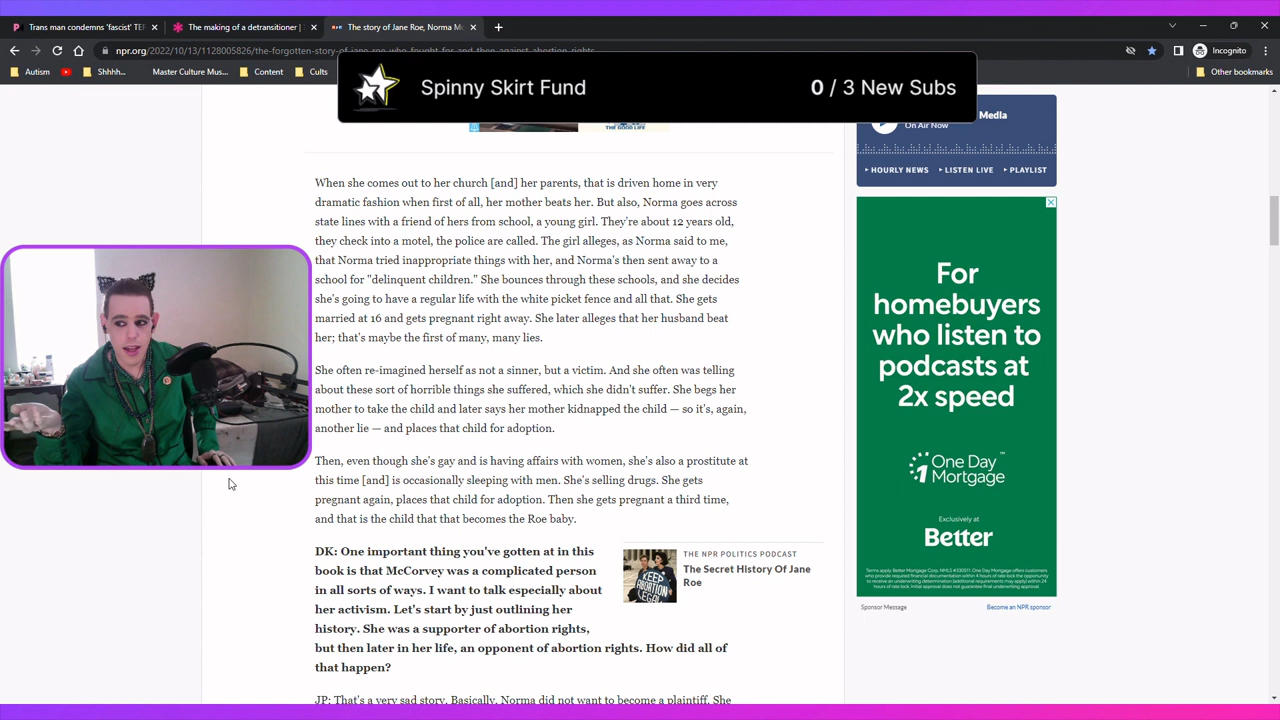 Trans man condemns 'fascist' TEF
The making of a detransitioner |
The story of Jane Roe, Norma Mc
npr.org/2022/10/13/1128005826/the-forgotten-story-of-jane-roe-who-fought-for-and-then-against-abortion-rights
Incognito
Autism
Shhhh...
Master Culture Mus...
Content
Cults
Other bookmarks
Spinny Skirt Fund
0 / 3 New Subs
THE GOOD LIFE
Media
On Air Now
HOURLY NEWS
LISTEN LIVE
PLAYLIST
When she comes out to her church [and] her parents, that is driven home in very
dramatic fashion when first of all, her mother beats her. But also, Norma goes across
state lines with a friend of hers from school, a young girl. They're about 12 years old,
they check into a motel, the police are called. The girl alleges, as Norma said to me,
that Norma tried inappropriate things with her, and Norma's then sent away to a
school for "delinquent children." She bounces through these schools, and she decides
she's going to have a regular life with the white picket fence and all that. She gets
married at 16 and gets pregnant right away. She later alleges that her husband beat
her; that's maybe the first of many, many lies.
She often re-imagined herself as not a sinner, but a victim. And she often was telling
about these sort of horrible things she suffered, which she didn't suffer. She begs her
mother to take the child and later says her mother kidnapped the child — so it's, again,
another lie — and places that child for adoption.
Then, even though she's gay and is having affairs with women, she's also a prostitute at
this time [and] is occasionally sleeping with men. She's selling drugs. She gets
pregnant again, places that child for adoption. Then she gets pregnant a third time,
and that is the child that that becomes the Roe baby.
DK: One important thing you've gotten at in this
book is that McCorvey was a complicated person
in all sorts of ways. I want to talk to you about
her activism. Let's start by just outlining her
history. She was a supporter of abortion rights,
but then later in her life, an opponent of abortion rights. How did all of
that happen?
JP: That's a very sad story. Basically, Norma did not want to become a plaintiff. She
THE NPR POLITICS PODCAST
The Secret History Of Jane
Roe
For
homebuyers
who listen to
podcasts at
2x speed
One Day
Mortgage
™
Exclusively at
Better
Sponsor Message
Become an NPR sponsor